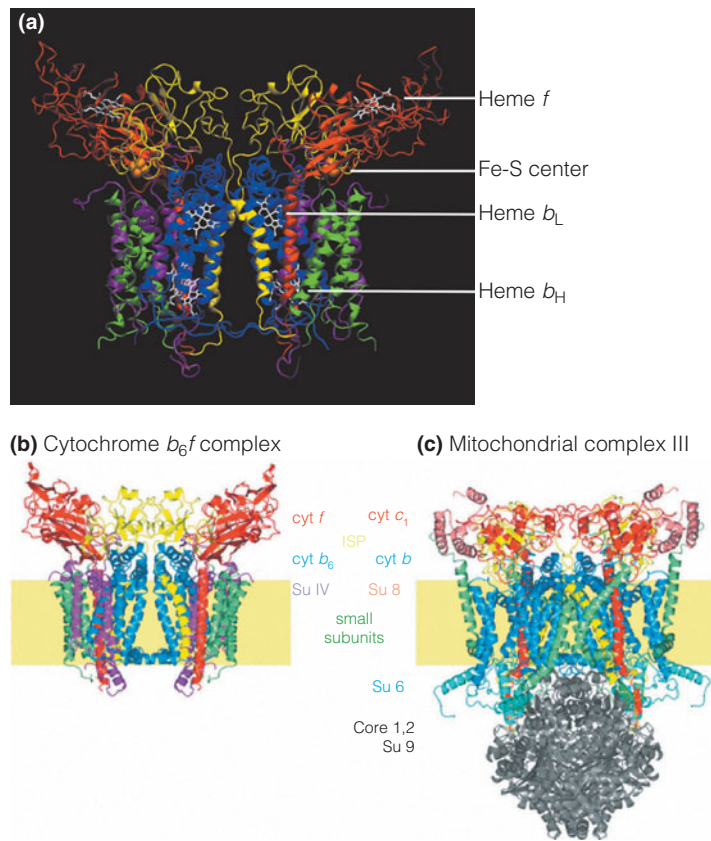 (a)
Heme f
Fe-S center
Heme bL
Heme bH
(b) Cytochrome b6f complex
(c) Mitochondrial complex III
cyt f
cyt c1
ISP
cyt b6
cyt b
Su IV
Su 8
small
subunits
Su 6
Core 1,2
Su 9